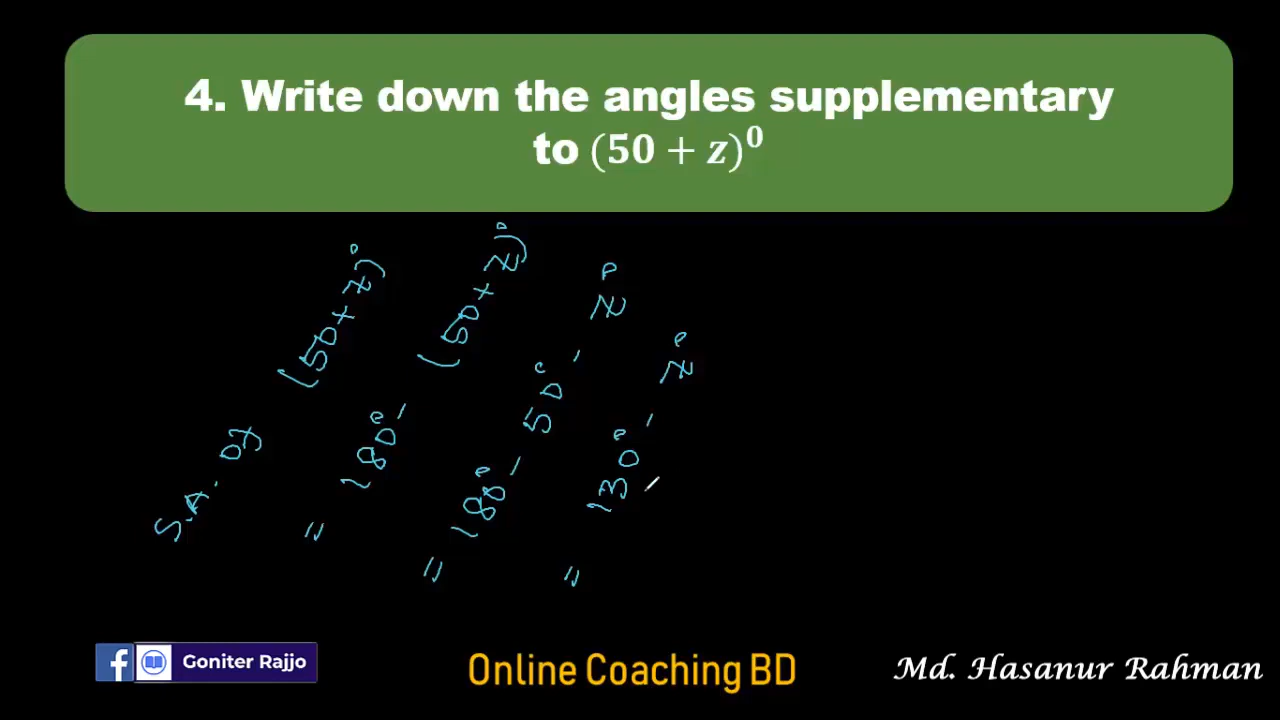 4. Write down the angles supplementary
to (50 + z)⁰
S.A. of (50+z)°
= 180° - (50+z)°
= 180° - 50° - z°
= 130° - z°
Goniter Rajjo
Online Coaching BD
Md. Hasanur Rahman